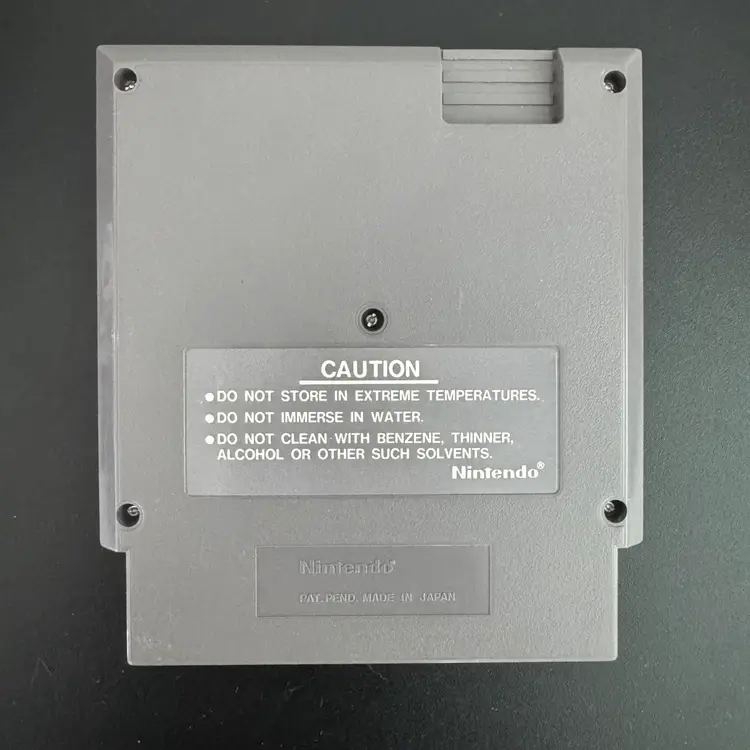 CAUTION
●DO NOT STORE IN EXTREME TEMPERATURES.
●DO NOT IMMERSE IN WATER.
●DO NOT CLEAN WITH BENZENE, THINNER,
ALCOHOL OR OTHER SUCH SOLVENTS.
Nintendo®
Nintendo®
PAT. PEND. MADE IN JAPAN